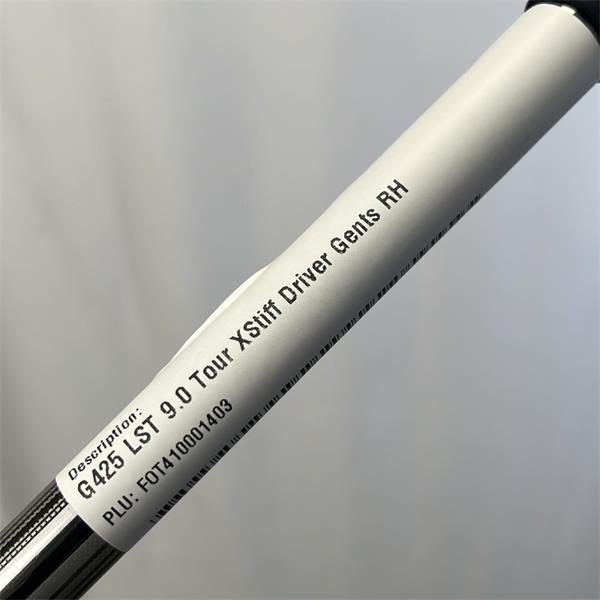 Description:
G425 LST 9.0 Tour XStiff Driver Gents RH
PLU: FOT410001403